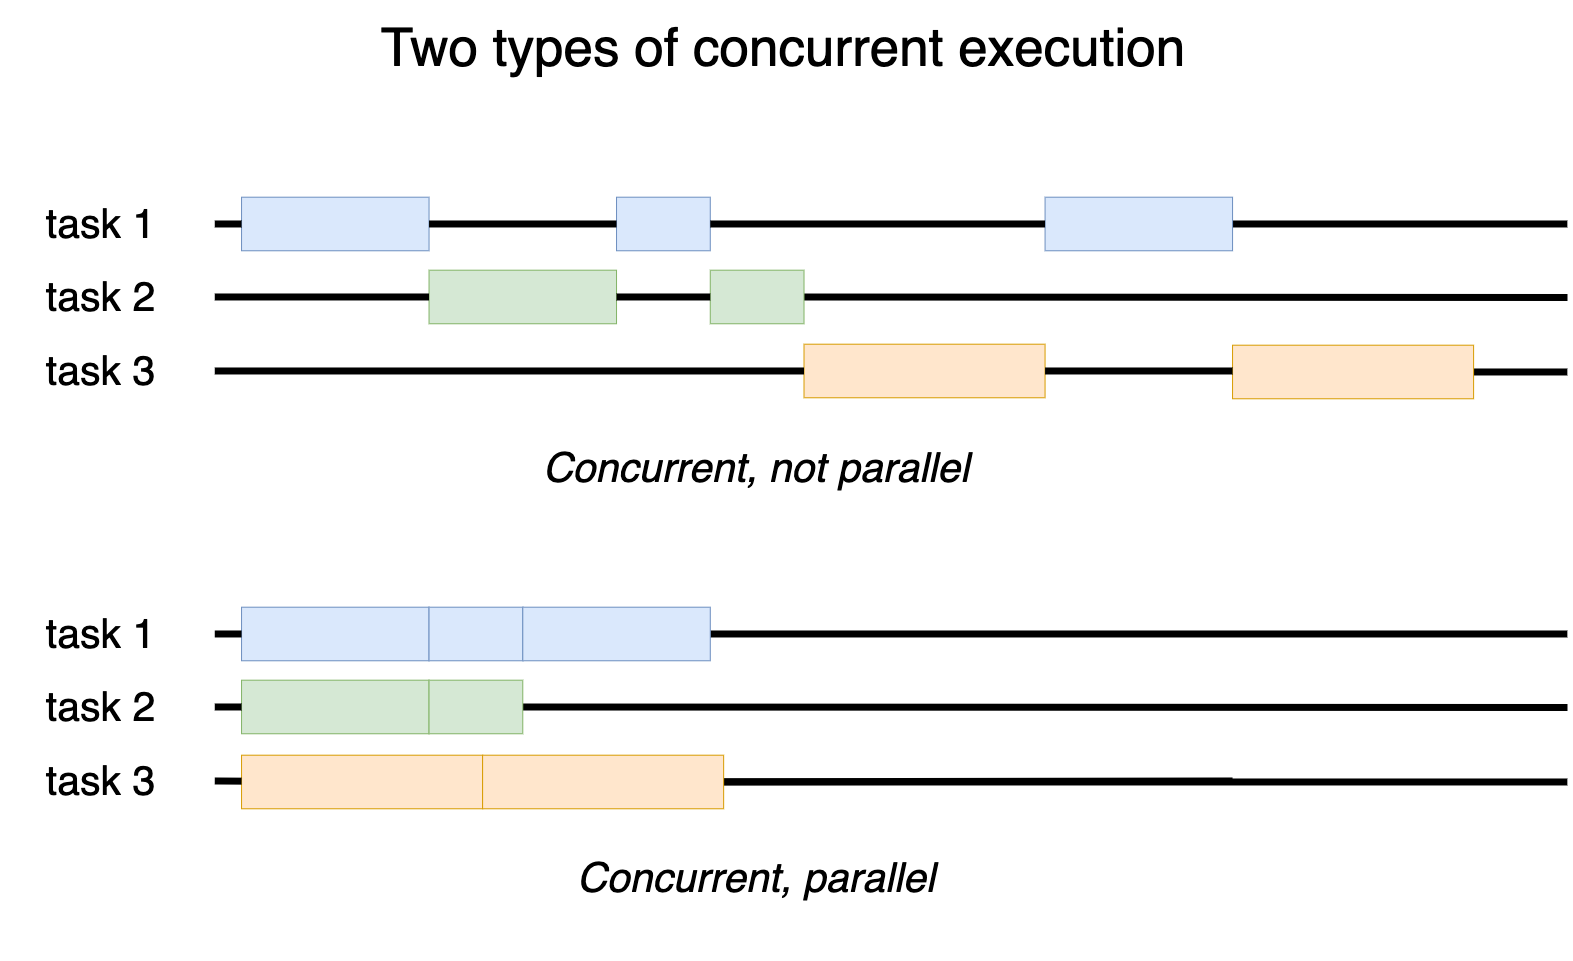 Two types of concurrent execution
task 1
task 2
task 3
Concurrent, not parallel
task 1
task 2
task 3
Concurrent, parallel